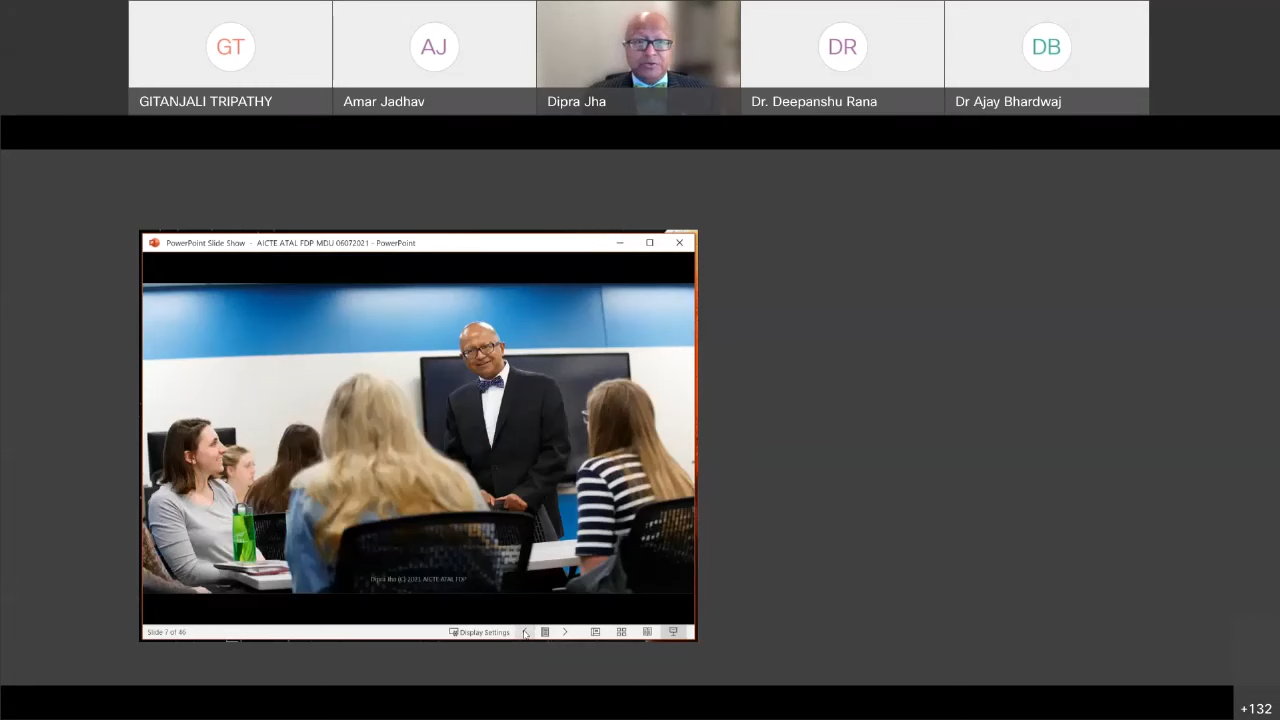 GT
AJ
DR
DB
GITANJALI TRIPATHY
Amar Jadhav
Dipra Jha
Dr. Deepanshu Rana
Dr Ajay Bhardwaj
PowerPoint Slide Show - AICTE ATAL FDP MDU 06072021 - PowerPoint
Dipra Jha (C) 2021, AICTE ATAL FDP
Slide 7 of 46
Display Settings
+132